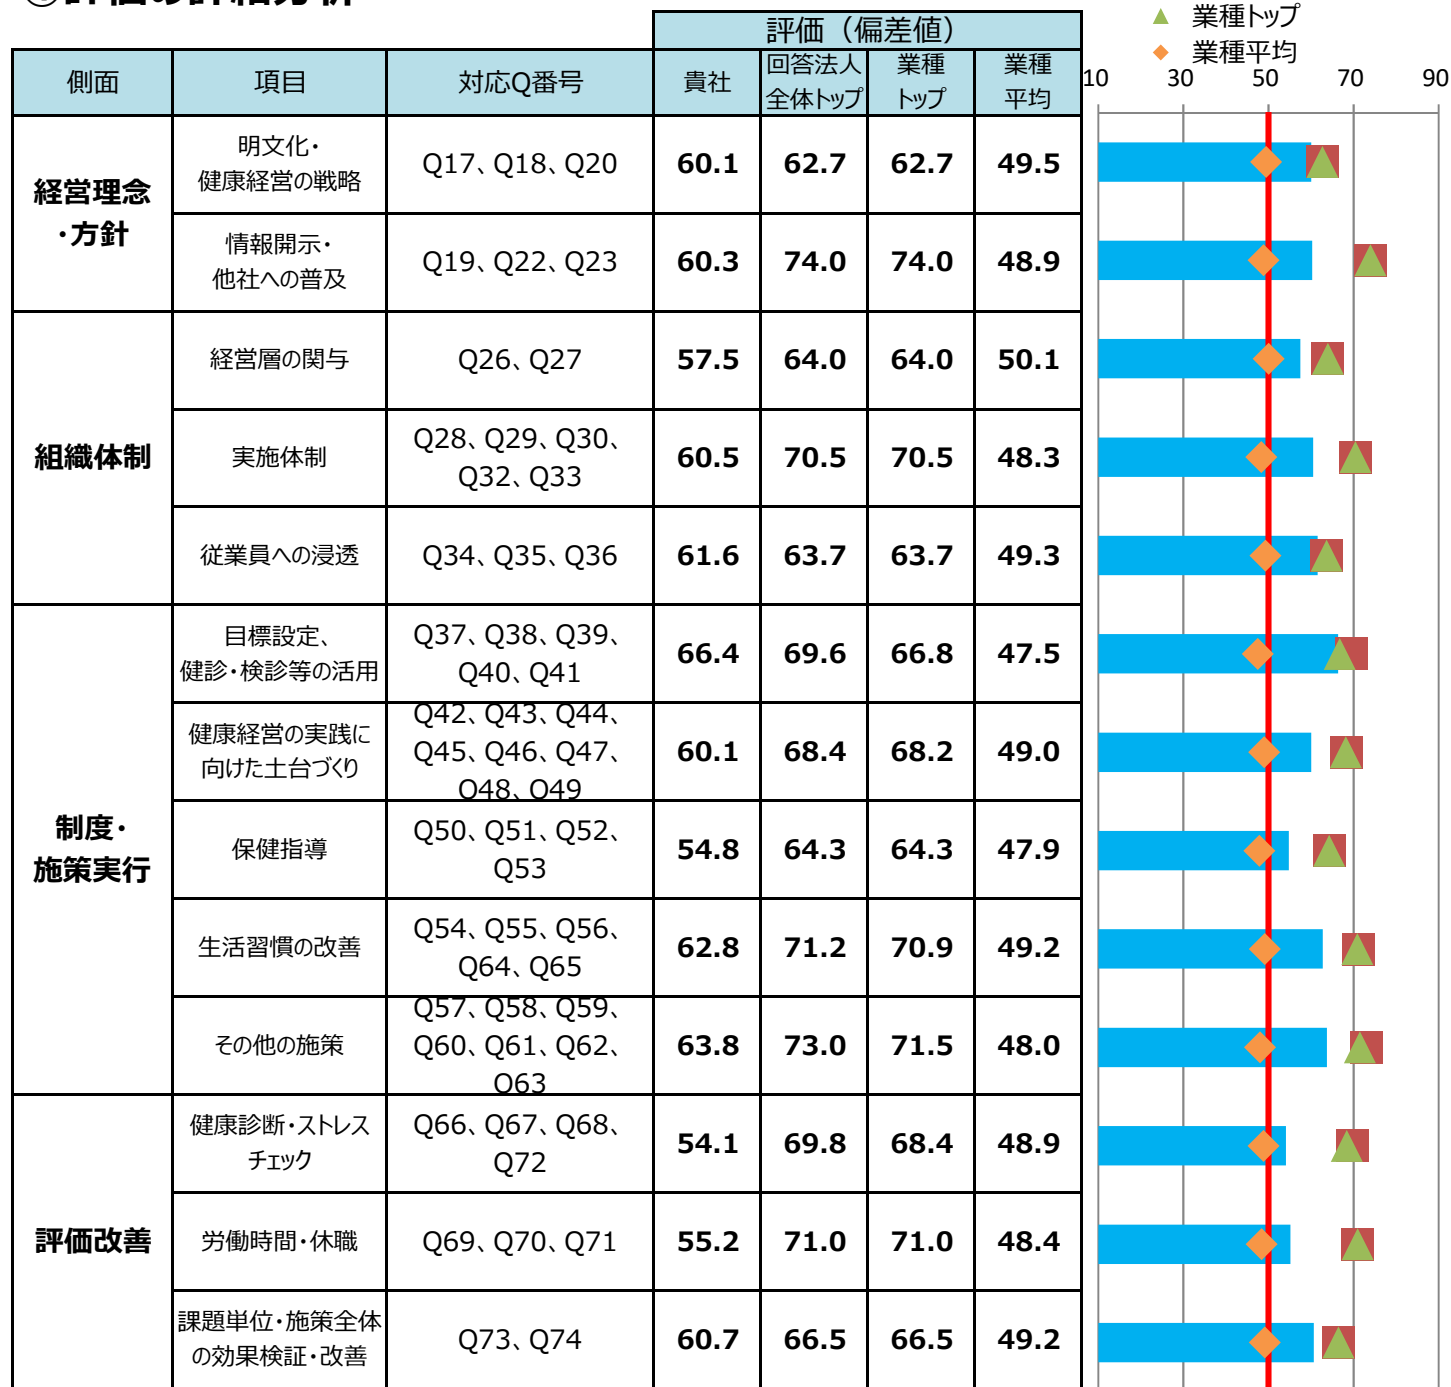 評価（偏差値）
▲ 業種トップ
◆ 業種平均
側面 項目 対応Q番号 貴社 回答法人 業種 業種
全体トップ トップ 平均
10 30 50 70 90
経営理念
・方針
明文化・
健康経営の戦略
Q17、Q18、Q20 60.1 62.7 62.7 49.5
情報開示・
他社への普及
Q19、Q22、Q23 60.3 74.0 74.0 48.9
組織体制
経営層の関与 Q26、Q27 57.5 64.0 64.0 50.1
実施体制
Q28、Q29、Q30、
Q32、Q33
60.5 70.5 70.5 48.3
従業員への浸透 Q34、Q35、Q36 61.6 63.7 63.7 49.3
制度・
施策実行
目標設定、
健診・検診等の活用
Q37、Q38、Q39、
Q40、Q41
66.4 69.6 66.8 47.5
健康経営の実践に
向けた土台づくり
Q42、Q43、Q44、
Q45、Q46、Q47、
Q48、Q49
60.1 68.4 68.2 49.0
保健指導
Q50、Q51、Q52、
Q53
54.8 64.3 64.3 47.9
生活習慣の改善
Q54、Q55、Q56、
Q64、Q65
62.8 71.2 70.9 49.2
その他の施策
Q57、Q58、Q59、
Q60、Q61、Q62、
Q63
63.8 73.0 71.5 48.0
評価改善
健康診断・ストレス
チェック
Q66、Q67、Q68、
Q72
54.1 69.8 68.4 48.9
労働時間・休職 Q69、Q70、Q71 55.2 71.0 71.0 48.4
課題単位・施策全体
の効果検証・改善
Q73、Q74 60.7 66.5 66.5 49.2